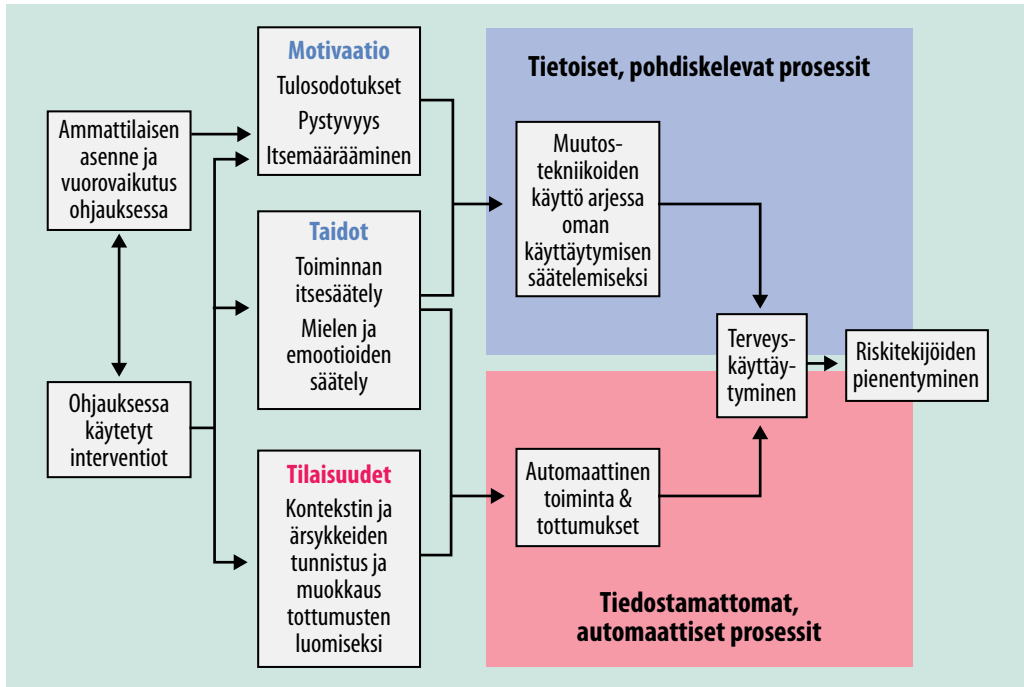 Ammattilaisen
asenne ja
vuorovaikutus
ohjauksessa
Ohjauksessa
käytetyt
interventiot
Motivaatio
Tulosodotukset
Pystyvyys
Itsemäärääminen
Taidot
Toiminnan
itsesäätely
Mielen ja
emootioiden
säätely
Tilaisuudet
Kontekstin ja
ärsykkeiden
tunnistus ja
muokkaus
tottumusten
luomiseksi
Tietoiset, pohdiskelevat prosessit
Muutos-
tekniikoiden
käyttö arjessa
oman
käyttäytymisen
säätelemiseksi
Terveys-
käyttäy-
tyminen
Riskitekijöiden
pienentyminen
Automaattinen
toiminta &
tottumukset
Tiedostamattomat,
automaattiset prosessit